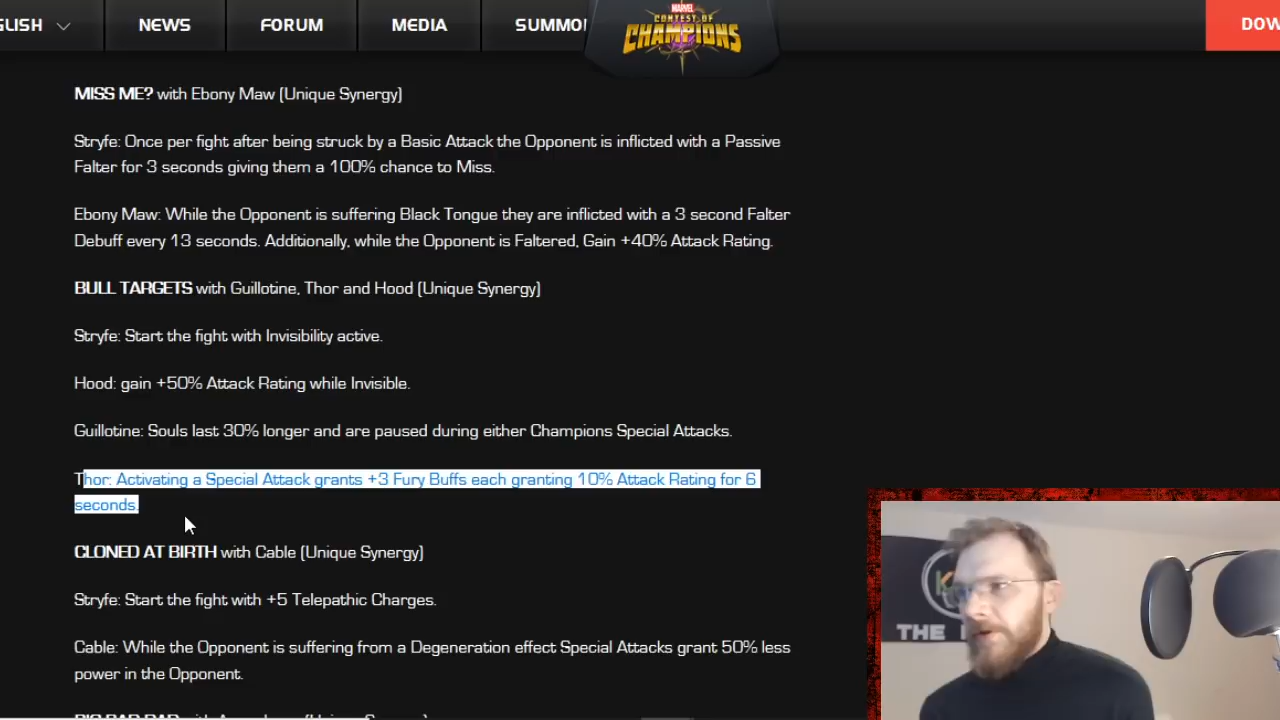 NEWS
FORUM
MEDIA
MARVEL
CONTEST OF
CHAMPIONS
MISS ME? with Ebony Maw (Unique Synergy)
Stryfe: Once per fight after being struck by a Basic Attack the Opponent is inflicted with a Passive
Falter for 3 seconds giving them a 100% chance to Miss.
Ebony Maw: While the Opponent is suffering Black Tongue they are inflicted with a 3 second Falter
Debuff every 13 seconds. Additionally, while the Opponent is Faltered, Gain +40% Attack Rating.
BULL TARGETS with Guillotine, Thor and Hood (Unique Synergy)
Stryfe: Start the fight with Invisibility active.
Hood: gain +50% Attack Rating while Invisible.
Guillotine: Souls last 30% longer and are paused during either Champions Special Attacks.
Thor: Activating a Special Attack grants +3 Fury Buffs each granting 10% Attack Rating for 6
seconds.
CLONED AT BIRTH with Cable (Unique Synergy)
Stryfe: Start the fight with +5 Telepathic Charges.
Cable: While the Opponent is suffering from a Degeneration effect Special Attacks grant 50% less
power in the Opponent.
THE